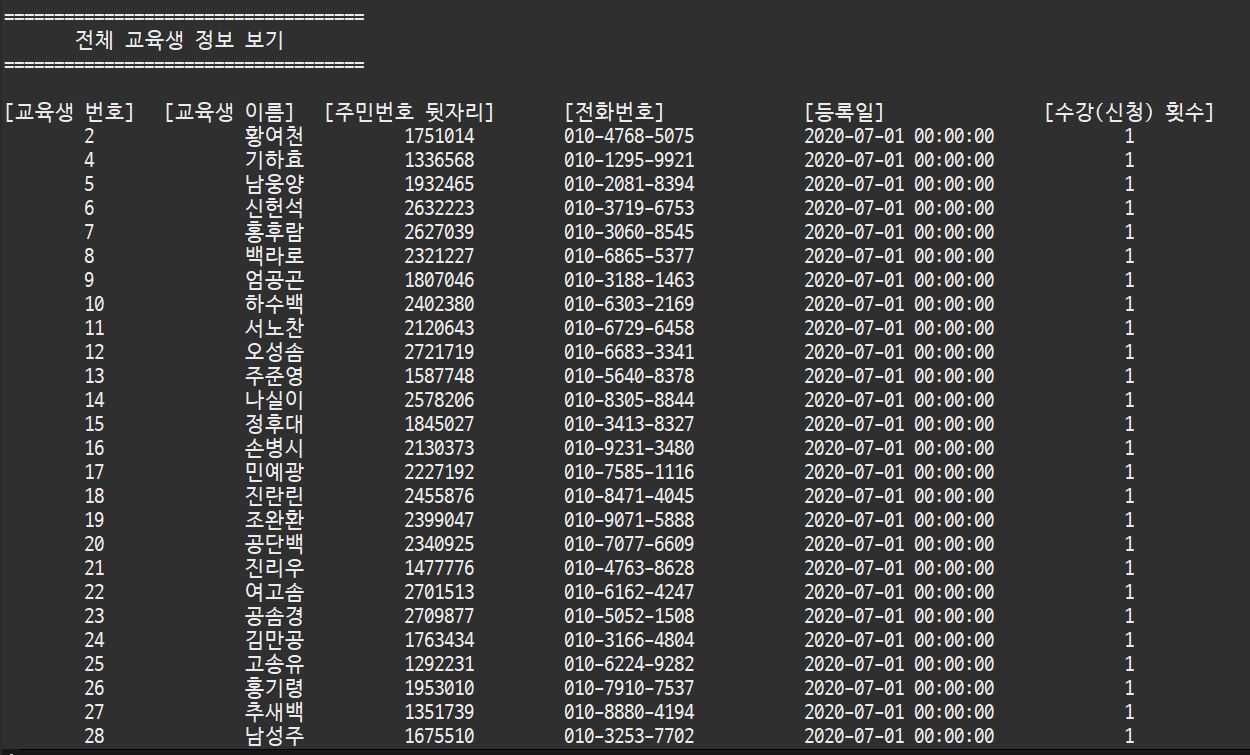 ====================================
전체 교육생 정보 보기
====================================
[교육생 번호] [교육생 이름] [주민번호 뒷자리] [전화번호] [등록일] [수강(신청) 횟수]
2 황여천 1751014 010-4768-5075 2020-07-01 00:00:00 1
4 기하효 1336568 010-1295-9921 2020-07-01 00:00:00 1
5 남웅양 1932465 010-2081-8394 2020-07-01 00:00:00 1
6 신헌석 2632223 010-3719-6753 2020-07-01 00:00:00 1
7 홍후람 2627039 010-3060-8545 2020-07-01 00:00:00 1
8 백라로 2321227 010-6865-5377 2020-07-01 00:00:00 1
9 엄공곤 1807046 010-3188-1463 2020-07-01 00:00:00 1
10 하수백 2402380 010-6303-2169 2020-07-01 00:00:00 1
11 서노찬 2120643 010-6729-6458 2020-07-01 00:00:00 1
12 오성솜 2721719 010-6683-3341 2020-07-01 00:00:00 1
13 주준영 1587748 010-5640-8378 2020-07-01 00:00:00 1
14 나실이 2578206 010-8305-8844 2020-07-01 00:00:00 1
15 정후대 1845027 010-3413-8327 2020-07-01 00:00:00 1
16 손병시 2130373 010-9231-3480 2020-07-01 00:00:00 1
17 민예광 2227192 010-7585-1116 2020-07-01 00:00:00 1
18 진란린 2455876 010-8471-4045 2020-07-01 00:00:00 1
19 조완환 2399047 010-9071-5888 2020-07-01 00:00:00 1
20 공단백 2340925 010-7077-6609 2020-07-01 00:00:00 1
21 진리우 1477776 010-4763-8628 2020-07-01 00:00:00 1
22 여고솜 2701513 010-6162-4247 2020-07-01 00:00:00 1
23 공솜경 2709877 010-5052-1508 2020-07-01 00:00:00 1
24 김만공 1763434 010-3166-4804 2020-07-01 00:00:00 1
25 고송유 1292231 010-6224-9282 2020-07-01 00:00:00 1
26 홍기령 1953010 010-7910-7537 2020-07-01 00:00:00 1
27 추새백 1351739 010-8880-4194 2020-07-01 00:00:00 1
28 남성주 1675510 010-3253-7702 2020-07-01 00:00:00 1